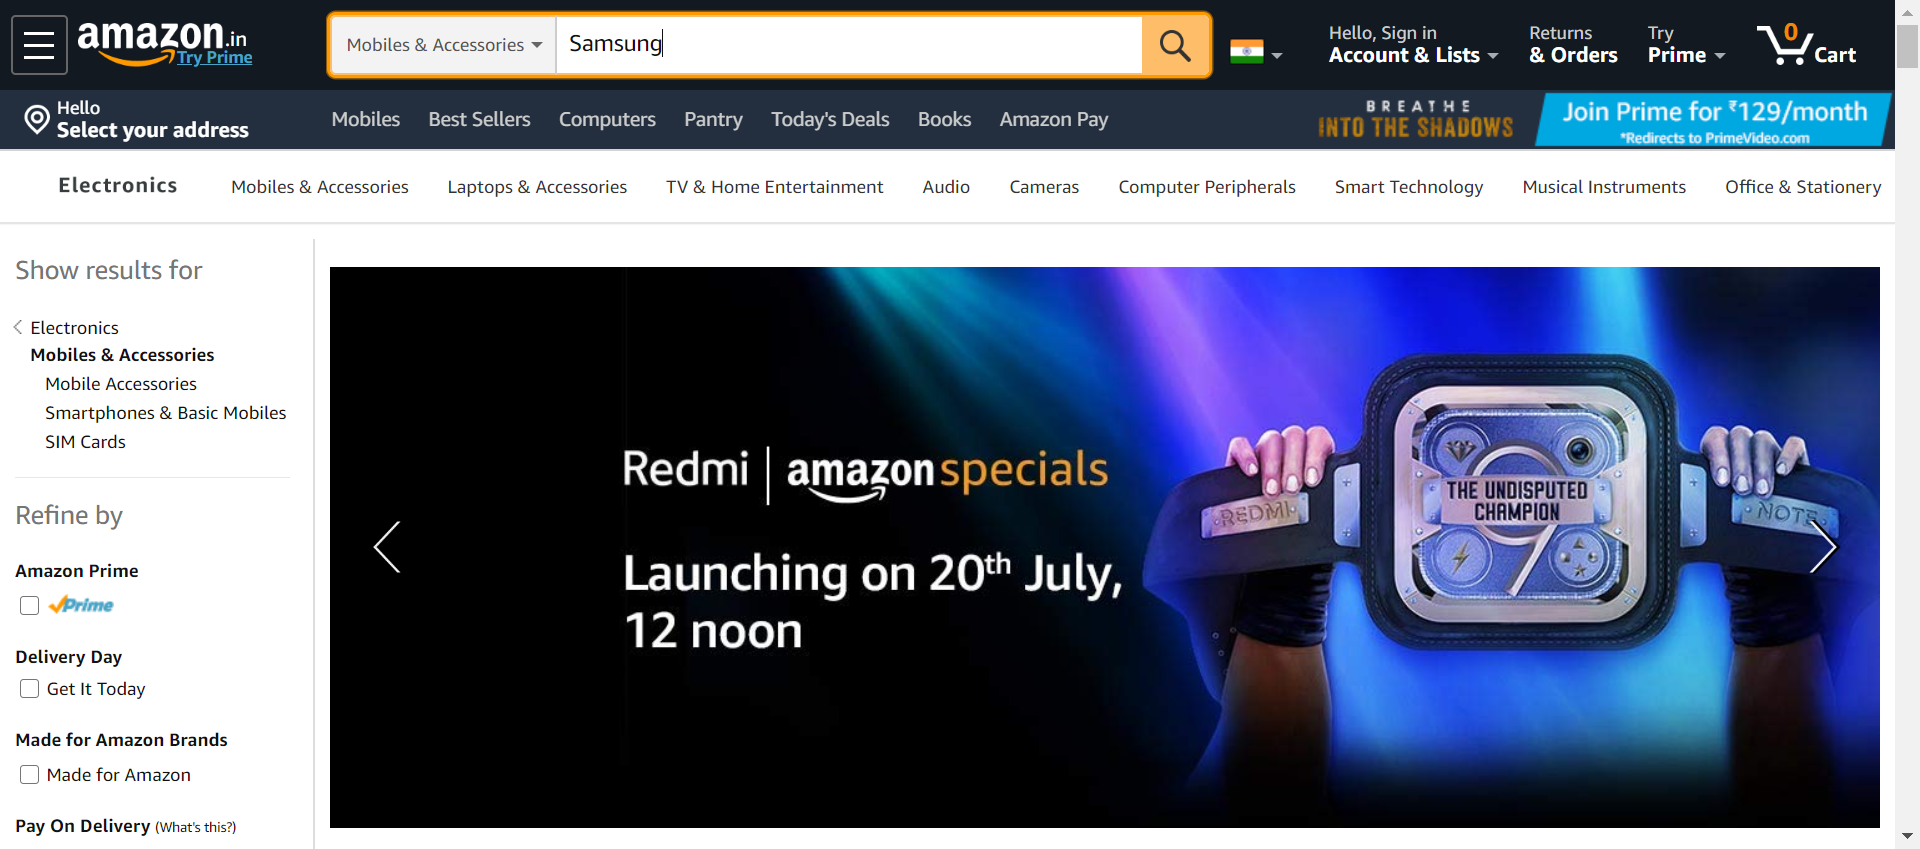 amazon.in
Try Prime
Mobiles & Accessories
Samsung
Hello, Sign in
Account & Lists
Returns
& Orders
Try
Prime
0
Cart
Hello
Select your address
Mobiles
Best Sellers
Computers
Pantry
Today's Deals
Books
Amazon Pay
BREATHE
INTO THE SHADOWS
Join Prime for ₹129/month
*Redirects to PrimeVideo.com
Electronics
Mobiles & Accessories
Laptops & Accessories
TV & Home Entertainment
Audio
Cameras
Computer Peripherals
Smart Technology
Musical Instruments
Office & Stationery
Show results for
Electronics
Mobiles & Accessories
Mobile Accessories
Smartphones & Basic Mobiles
SIM Cards
Refine by
Amazon Prime
Prime
Delivery Day
Get It Today
Made for Amazon Brands
Made for Amazon
Pay On Delivery (What's this?)
Redmi | amazon specials
Launching on 20th July,
12 noon
REDMI
THE UNDISPUTED
CHAMPION
9
NOTE